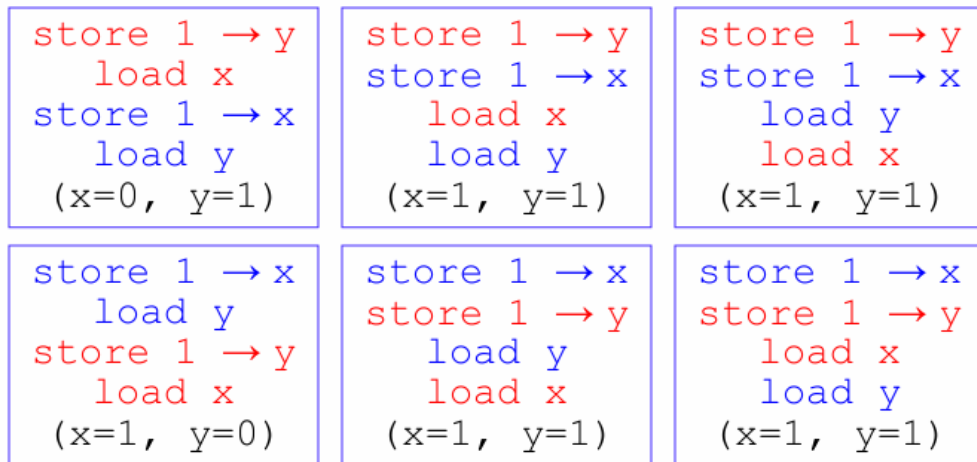 store 1 → y
load x
store 1 → x
load y
(x=0, y=1)
store 1 → y
store 1 → x
load x
load y
(x=1, y=1)
store 1 → y
store 1 → x
load y
load x
(x=1, y=1)
store 1 → x
load y
store 1 → y
load x
(x=1, y=0)
store 1 → x
store 1 → y
load y
load x
(x=1, y=1)
store 1 → x
store 1 → y
load x
load y
(x=1, y=1)